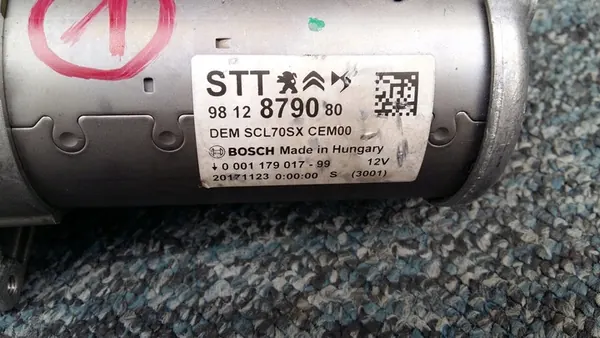 1
STT
98 12 8790 80
DEM SCL70SX CEM00
BOSCH Made in Hungary
0 001 179 017 - 99 12V
20171123 0:00:00 S (3001)